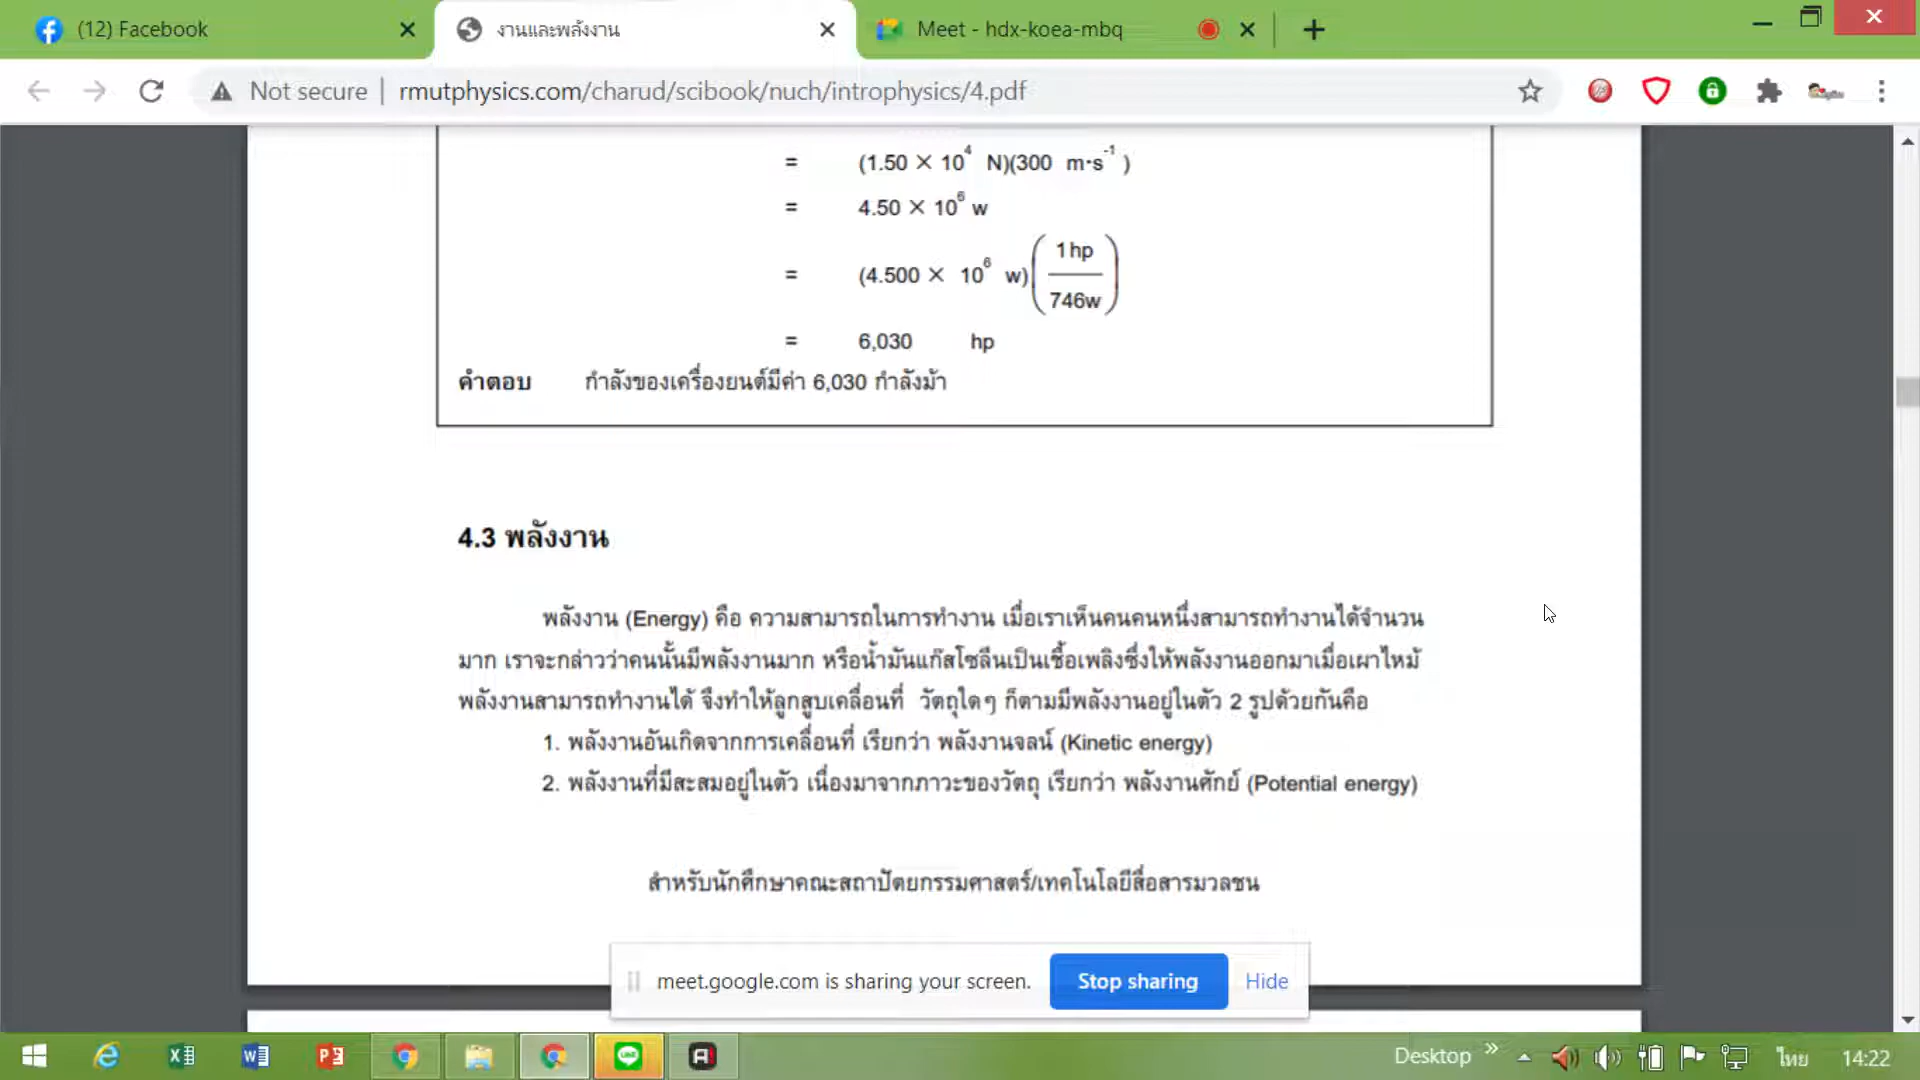 (12) Facebook
งานและพลังงาน
Meet - hdx-koea-mbq
Not secure | rmutphysics.com/charud/scibook/nuch/introphysics/4.pdf
= (1.50 × 10⁴ N)(300 m·s⁻¹ )
= 4.50 × 10⁶ w
= (4.500 × 10⁶ w)(1hp/746w)
= 6,030 hp
คำตอบ กำลังของเครื่องยนต์มีค่า 6,030 กำลังม้า
4.3 พลังงาน
พลังงาน (Energy) คือ ความสามารถในการทำงาน เมื่อเราเห็นคนคนหนึ่งสามารถทำงานได้จำนวน
มาก เราจะกล่าวว่าคนนั้นมีพลังงานมาก หรือน้ำมันแก๊สโซลีนเป็นเชื้อเพลิงซึ่งให้พลังงานออกมาเมื่อเผาไหม้
พลังงานสามารถทำงานได้ จึงทำให้ลูกสูบเคลื่อนที่ วัตถุใดๆ ก็ตามมีพลังงานอยู่ในตัว 2 รูปด้วยกันคือ
1. พลังงานอันเกิดจากการเคลื่อนที่ เรียกว่า พลังงานจลน์ (Kinetic energy)
2. พลังงานที่มีสะสมอยู่ในตัว เนื่องมาจากภาวะของวัตถุ เรียกว่า พลังงานศักย์ (Potential energy)
สำหรับนักศึกษาคณะสถาปัตยกรรมศาสตร์/เทคโนโลยีสื่อสารมวลชน
meet.google.com is sharing your screen. Stop sharing Hide
Desktop » ไทย 14:22